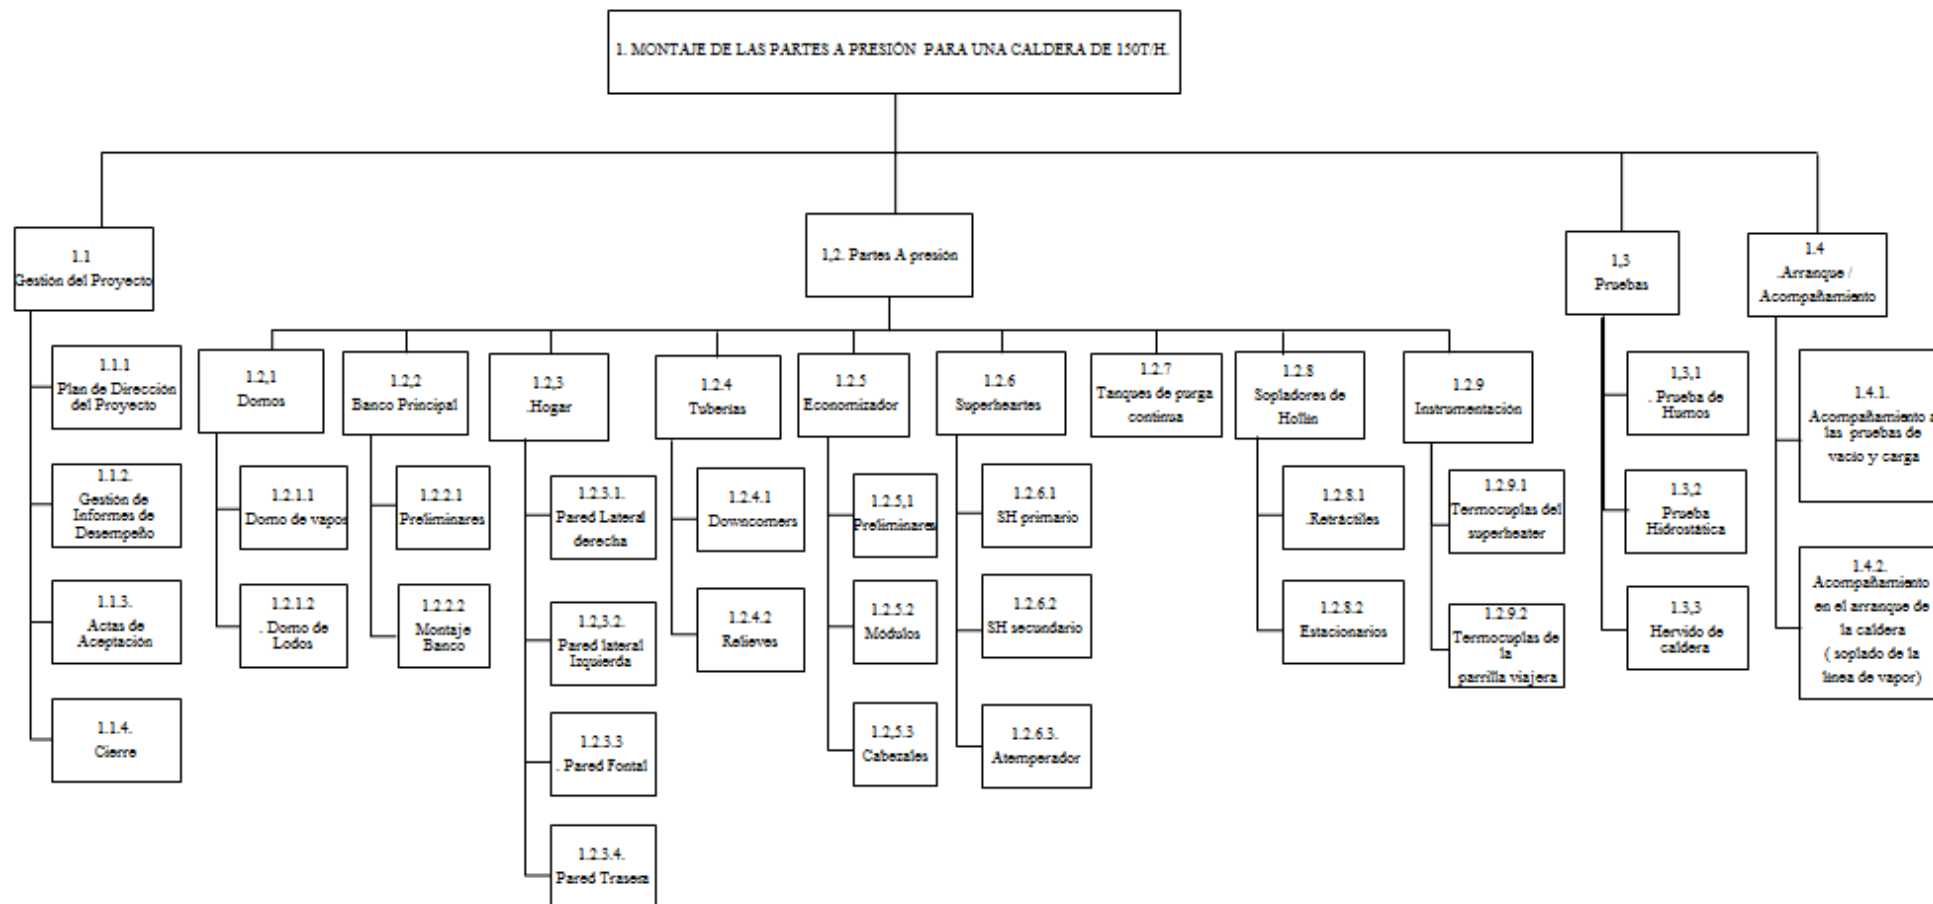 1. MONTAJE DE LAS PARTES A PRESIÓN PARA UNA CALDERA DE 150T/H.
1.1
Gestión del Proyecto
1,2. Partes A presión
1,3
Pruebas
1.4
.Arranque /
Acompañamiento
1.1.1
Plan de Dirección
del Proyecto
1.1.2.
Gestión de
Informes de
Desempeño
1.1.3.
Actas de
Aceptación
1.1.4.
Cierre
1.2,1
Domos
1.2.1.1
Domo de vapor
1.2.1.2
. Domo de
Lodos
1.2,2
Banco Principal
1.2.2.1
Preliminares
1.2.2.2
Montaje
Banco
1.2,3
.Hogar
1.2.3.1.
Pared Lateral
derecha
1.2,3.2.
Pared lateral
Izquierda
1.2.3.3
. Pared Fontal
1.2.3.4.
Pared Trasera
1.2.4
Tuberías
1.2.4.1
Downcomers
1.2.4.2
Relieves
1.2.5
Economizador
1.2.5,1
Preliminares
1.2.5.2
Módulos
1.2,5.3
Cabezales
1.2.6
Superheartes
1.2.6.1
SH primario
1.2.6.2
SH secundario
1.2.6.3.
Atemperador
1.2.7
Tanques de purga
continua
1.2.8
Sopladores de
Hollín
1.2.8.1
.Retráctiles
1.2.8.2
Estacionarios
1.2.9
Instrumentación
1.2.9.1
Termocuplas del
superheater
1.2.9.2
Termocuplas de
la
parrilla viajera
1,3,1
. Prueba de
Humos
1.3,2
Prueba
Hidrostática
1.3,3
Hervido de
caldera
1.4.1.
Acompañamiento a
las pruebas de
vacío y carga
1.4.2.
Acompañamiento
en el arranque de
la caldera
( soplado de la
línea de vapor)